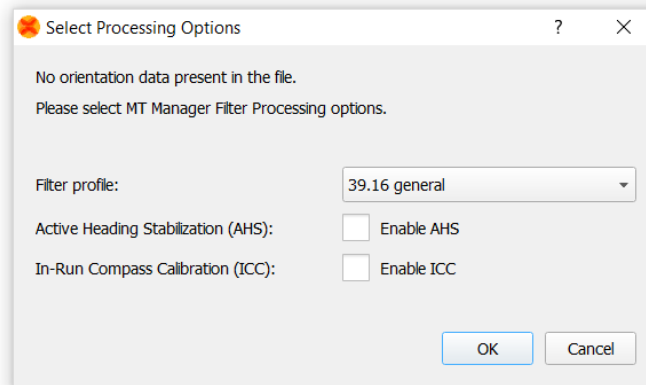 Select Processing Options ?
No orientation data present in the file.
Please select MT Manager Filter Processing options.
Filter profile: 39.16 general
Active Heading Stabilization (AHS): Enable AHS
In-Run Compass Calibration (ICC): Enable ICC
OK Cancel